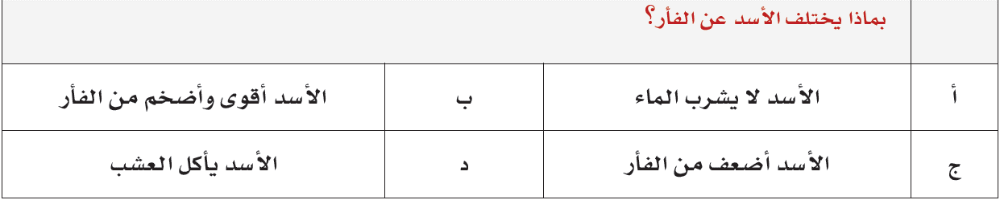 بماذا يختلف الأسد عن الفأر؟
أ الأسد لا يشرب الماء ب الأسد أقوى وأضخم من الفأر
ج الأسد أضعف من الفأر د الأسد يأكل العشب